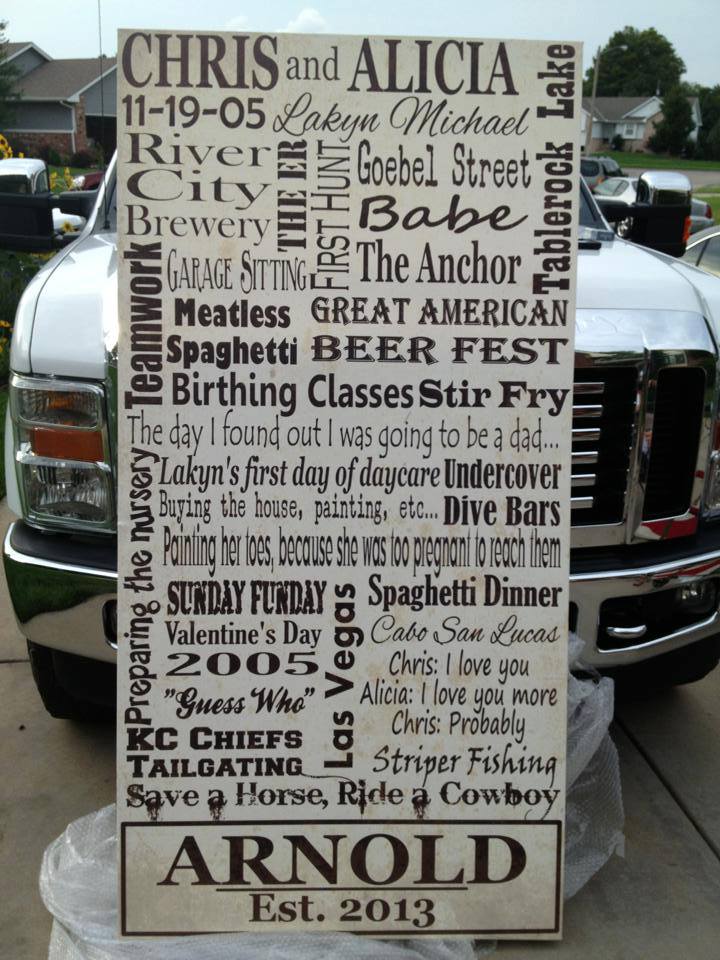 CHRIS and ALICIA
Tablerock Lake
11-19-05 Lakyn Michael
River
City
Brewery
THE ER
FIRST HUNT
Goebel Street
Babe
The Anchor
Teamwork
GARAGE SITTING
Meatless
Spaghetti
GREAT AMERICAN
BEER FEST
Birthing Classes Stir Fry
The day I found out I was going to be a dad...
Preparing the nursery
Lakyn's first day of daycare Undercover
Buying the house, painting, etc... Dive Bars
Painting her toes, because she was too pregnant to reach them
SUNDAY FUNDAY
Valentine's Day
2005
"Guess Who"
KC CHIEFS
TAILGATING
Las Vegas
Spaghetti Dinner
Cabo San Lucas
Chris: I love you
Alicia: I love you more
Chris: Probably
Striper Fishing
Save a Horse, Ride a Cowboy
ARNOLD
Est. 2013